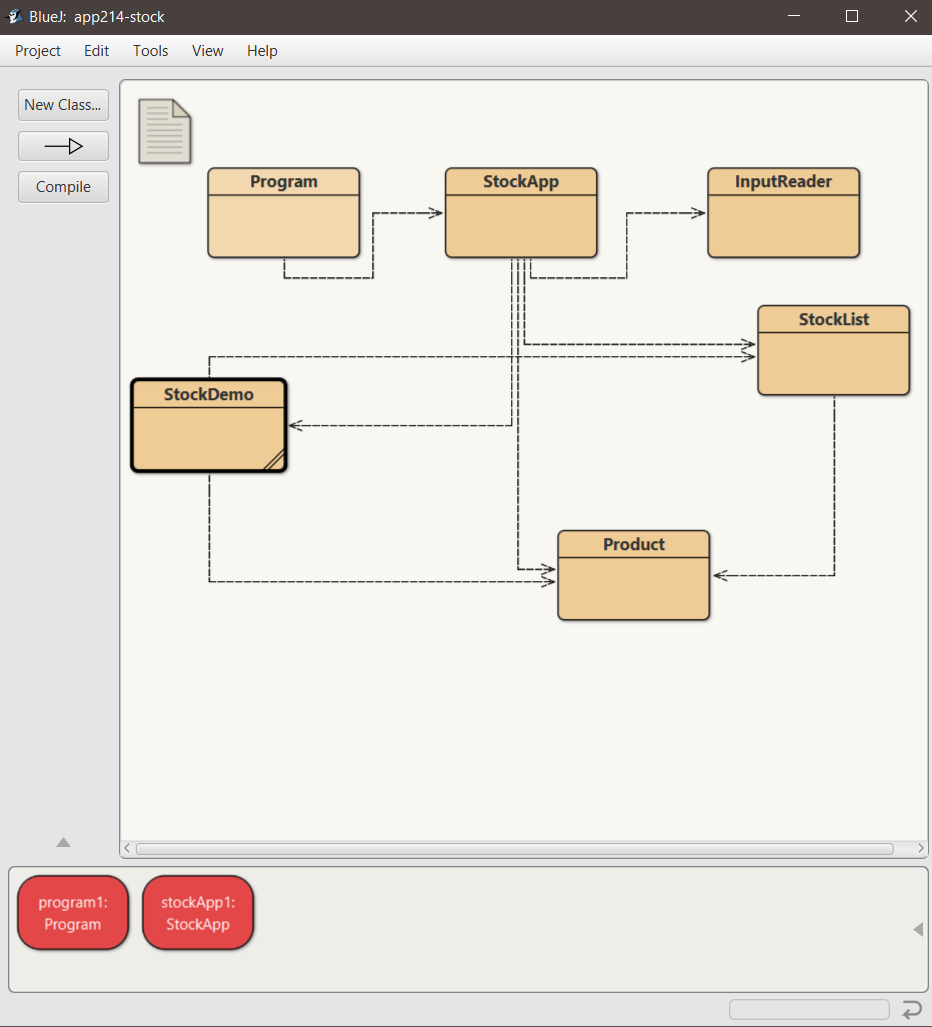 BlueJ: app214-stock
Project Edit Tools View Help
New Class...
Compile
Program
StockApp
InputReader
StockList
StockDemo
Product
program1:
Program
stockApp1:
StockApp